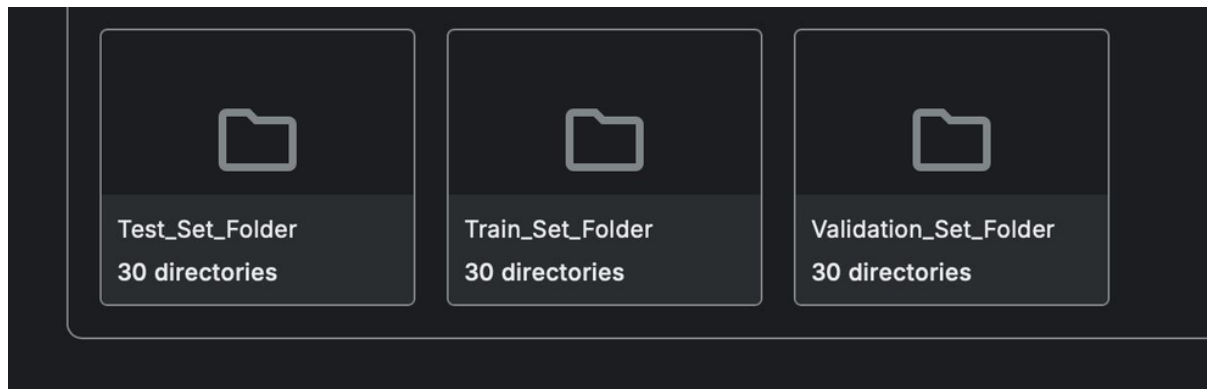 Test_Set_Folder
30 directories
Train_Set_Folder
30 directories
Validation_Set_Folder
30 directories